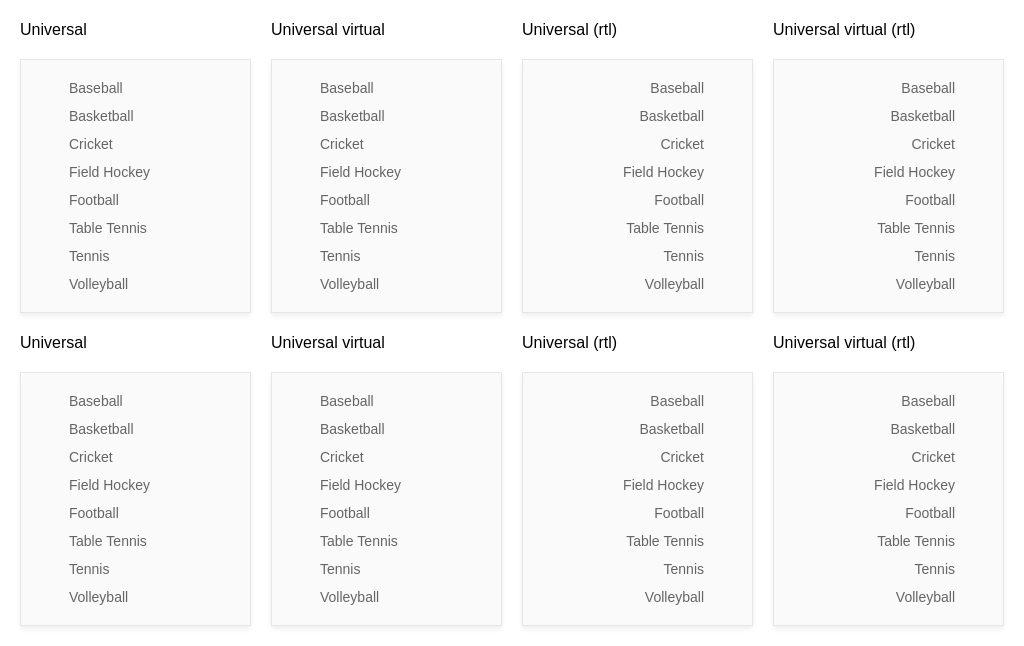 Universal
Baseball
Basketball
Cricket
Field Hockey
Football
Table Tennis
Tennis
Volleyball
Universal virtual
Baseball
Basketball
Cricket
Field Hockey
Football
Table Tennis
Tennis
Volleyball
Universal (rtl)
Baseball
Basketball
Cricket
Field Hockey
Football
Table Tennis
Tennis
Volleyball
Universal virtual (rtl)
Baseball
Basketball
Cricket
Field Hockey
Football
Table Tennis
Tennis
Volleyball
Universal
Baseball
Basketball
Cricket
Field Hockey
Football
Table Tennis
Tennis
Volleyball
Universal virtual
Baseball
Basketball
Cricket
Field Hockey
Football
Table Tennis
Tennis
Volleyball
Universal (rtl)
Baseball
Basketball
Cricket
Field Hockey
Football
Table Tennis
Tennis
Volleyball
Universal virtual (rtl)
Baseball
Basketball
Cricket
Field Hockey
Football
Table Tennis
Tennis
Volleyball